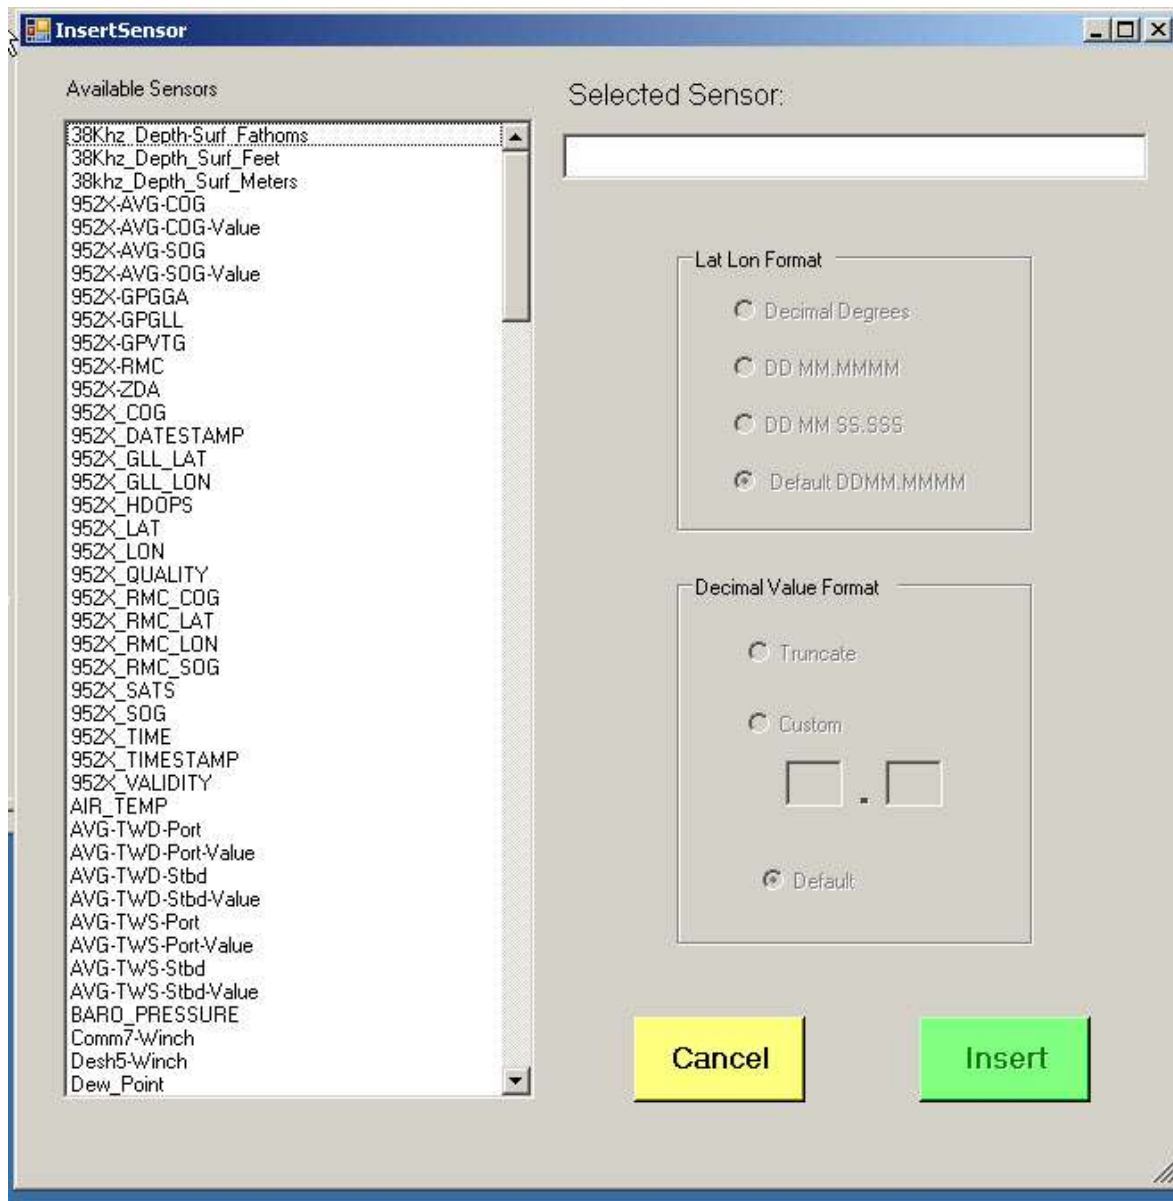 InsertSensor
Available Sensors
38Khz_Depth-Surf_Fathoms
38Khz_Depth_Surf_Feet
38khz_Depth_Surf_Meters
952X-AVG-COG
952X-AVG-COG-Value
952X-AVG-SOG
952X-AVG-SOG-Value
952X-GPGGA
952X-GPGLL
952X-GPVTG
952X-RMC
952X-ZDA
952X_COG
952X_DATESTAMP
952X_GLL_LAT
952X_GLL_LON
952X_HDOPS
952X_LAT
952X_LON
952X_QUALITY
952X_RMC_COG
952X_RMC_LAT
952X_RMC_LON
952X_RMC_SOG
952X_SATS
952X_SOG
952X_TIME
952X_TIMESTAMP
952X_VALIDITY
AIR_TEMP
AVG-TWD-Port
AVG-TWD-Port-Value
AVG-TWD-Stbd
AVG-TWD-Stbd-Value
AVG-TWS-Port
AVG-TWS-Port-Value
AVG-TWS-Stbd
AVG-TWS-Stbd-Value
BARO_PRESSURE
Comm7-Winch
Desh5-Winch
Dew_Point
Selected Sensor:
Lat Lon Format
Decimal Degrees
DD MM.MMMM
DD MM SS.SSS
Default DDMM.MMMM
Decimal Value Format
Truncate
Custom
.
Default
Cancel
Insert